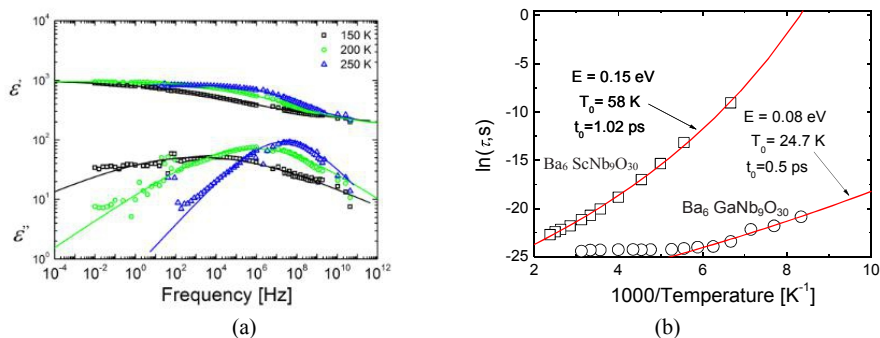 10⁴
150 K
200 K
250 K
10³
10²
10¹
10⁰
10⁻⁴ 10⁻² 10⁰ 10² 10⁴ 10⁶ 10⁸ 10¹⁰ 10¹²
Frequency [Hz]
(a)
0
-5
-10
-15
-20
-25
ln(τ,s)
E = 0.15 eV
T₀= 58 K
t₀=1.02 ps
E = 0.08 eV
T₀= 24.7 K
t₀=0.5 ps
Ba₆ ScNb₉O₃₀
Ba₆ GaNb₉O₃₀
2 4 6 8 10
1000/Temperature [K⁻¹]
(b)